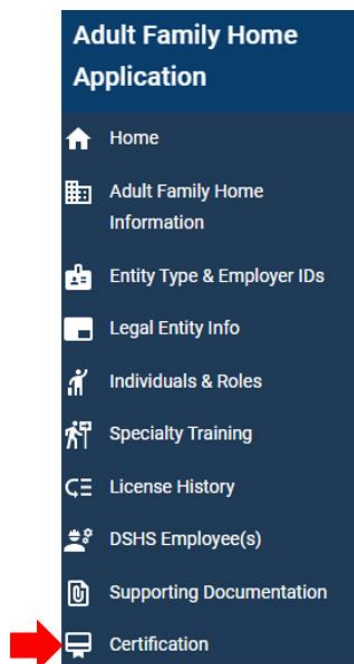 Adult Family Home
Application
Home
Adult Family Home
Information
Entity Type & Employer IDs
Legal Entity Info
Individuals & Roles
Specialty Training
License History
DSHS Employee(s)
Supporting Documentation
Certification